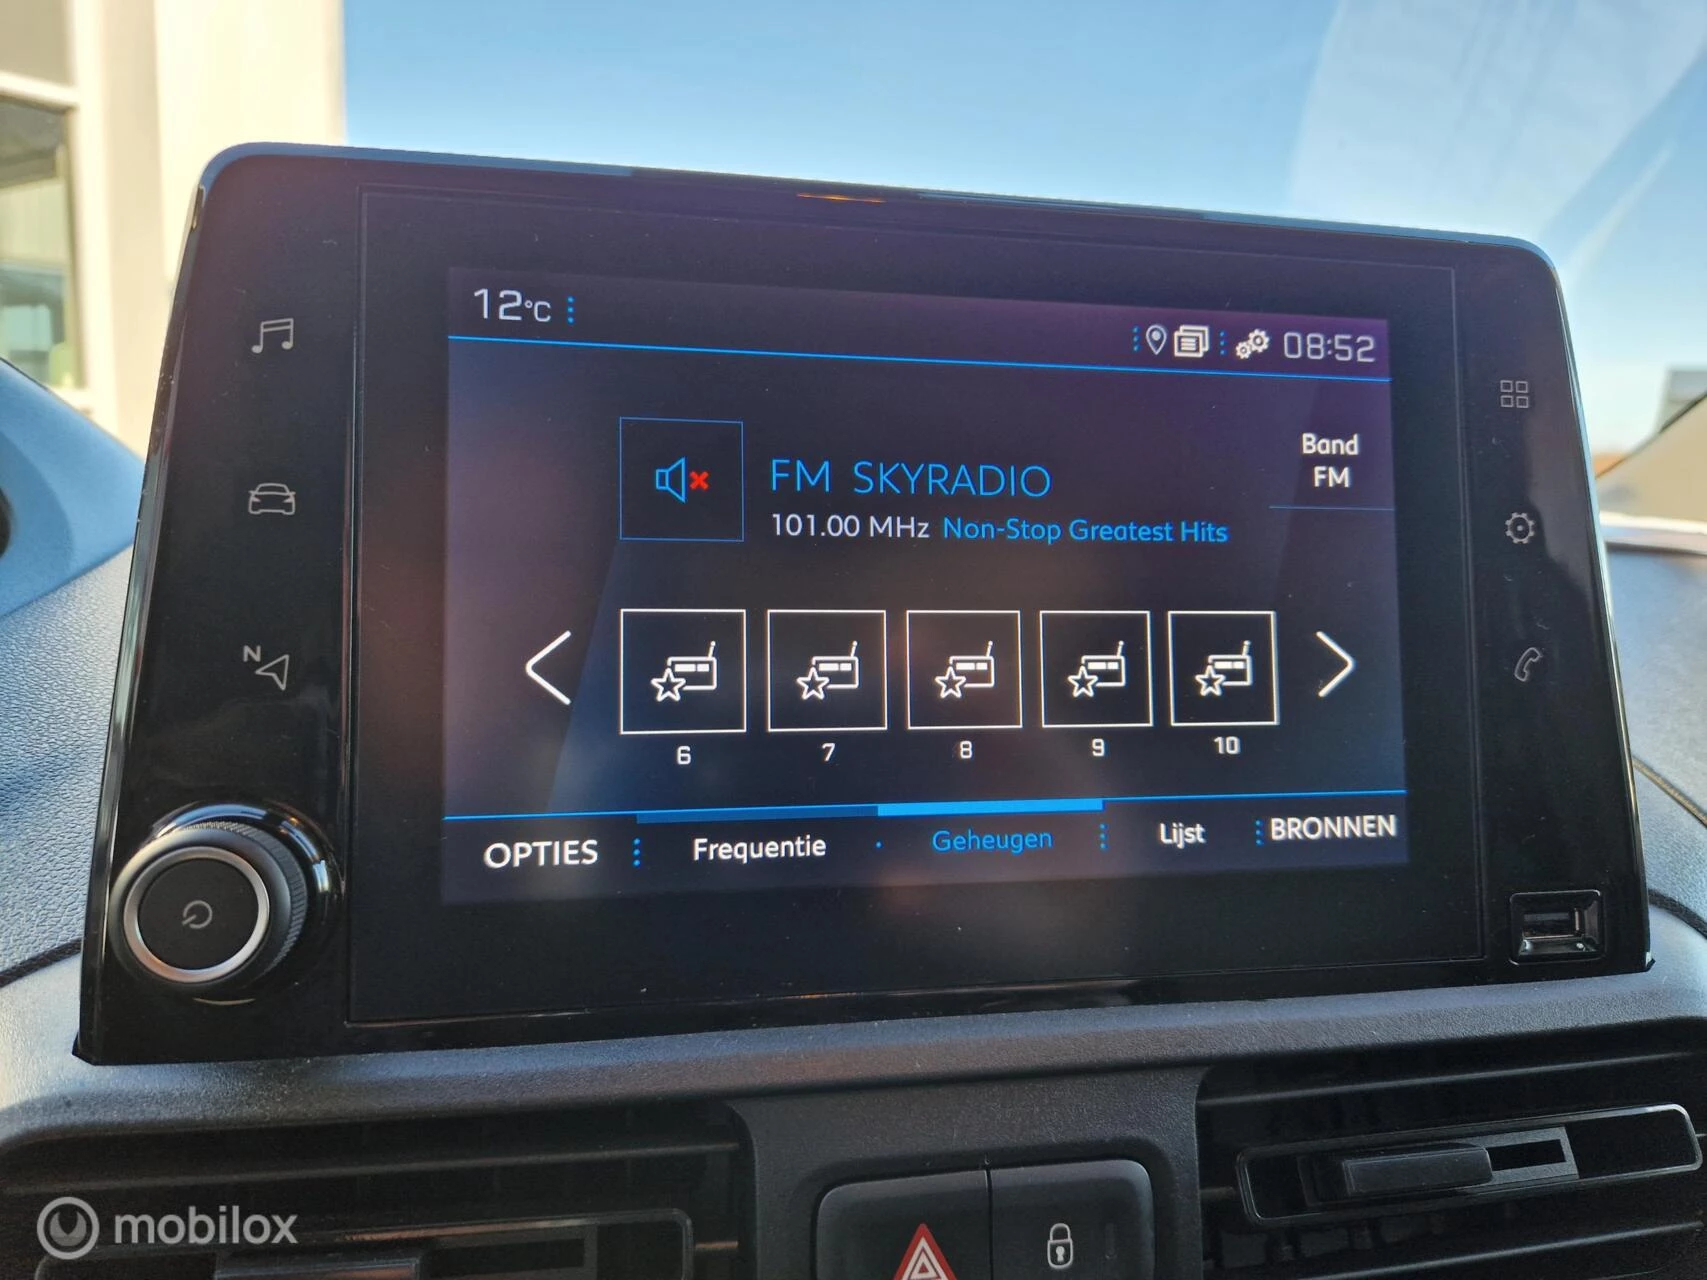 12°C
08:52
Band
FM
FM SKYRADIO
101.00 MHz Non-Stop Greatest Hits
N
6 7 8 9 10
OPTIES Frequentie Geheugen Lijst BRONNEN
mobilox